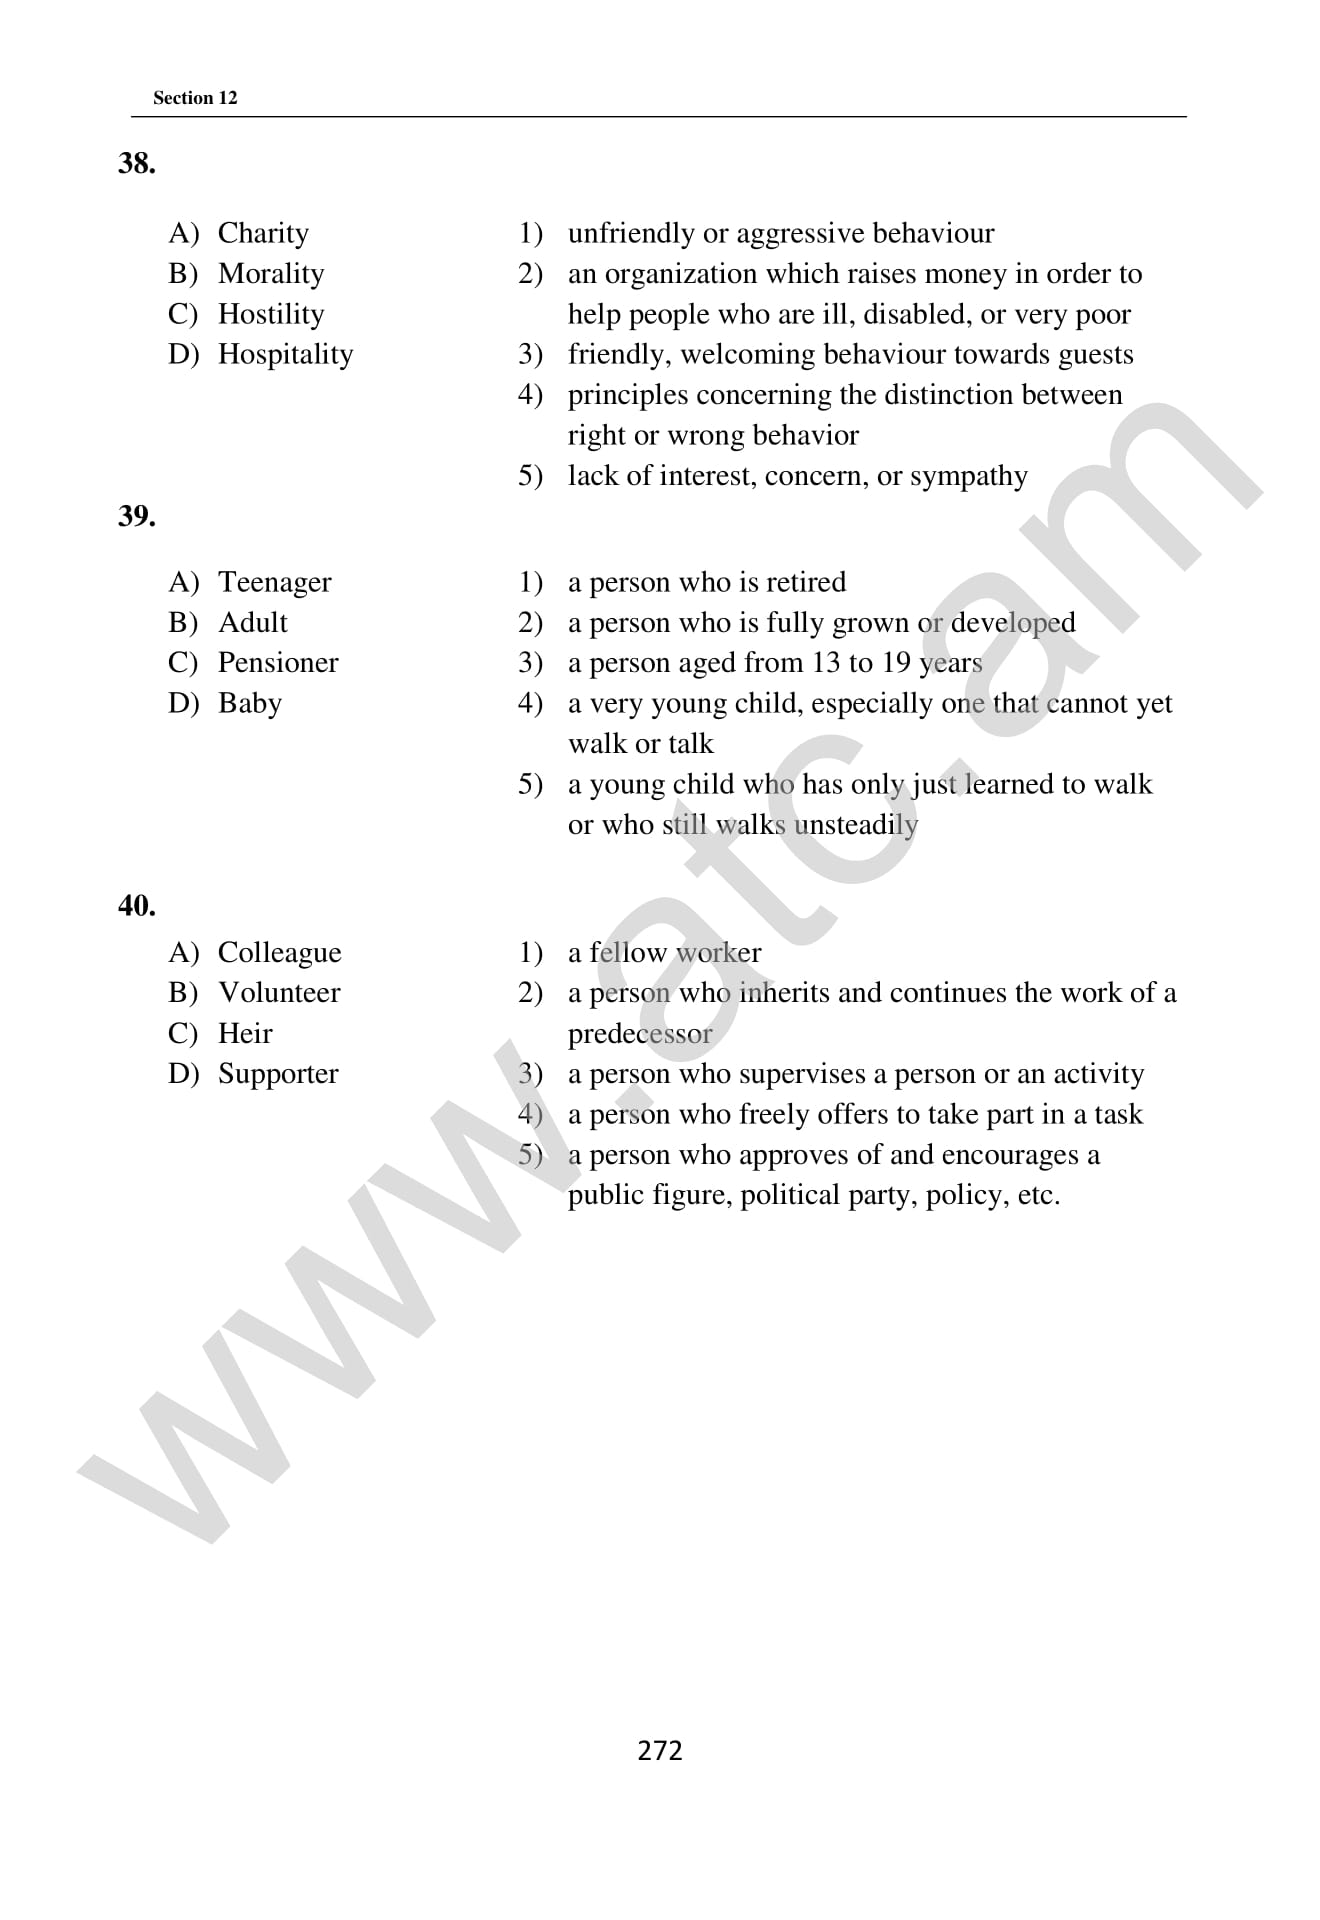 Section 12
38.
A) Charity
B) Morality
C) Hostility
D) Hospitality
1) unfriendly or aggressive behaviour
2) an organization which raises money in order to
help people who are ill, disabled, or very poor
3) friendly, welcoming behaviour towards guests
4) principles concerning the distinction between
right or wrong behavior
5) lack of interest, concern, or sympathy
39.
A) Teenager
B) Adult
C) Pensioner
D) Baby
1) a person who is retired
2) a person who is fully grown or developed
3) a person aged from 13 to 19 years
4) a very young child, especially one that cannot yet
walk or talk
5) a young child who has only just learned to walk
or who still walks unsteadily
40.
A) Colleague
B) Volunteer
C) Heir
D) Supporter
1) a fellow worker
2) a person who inherits and continues the work of a
predecessor
3) a person who supervises a person or an activity
4) a person who freely offers to take part in a task
5) a person who approves of and encourages a
public figure, political party, policy, etc.
www.atc.am
272